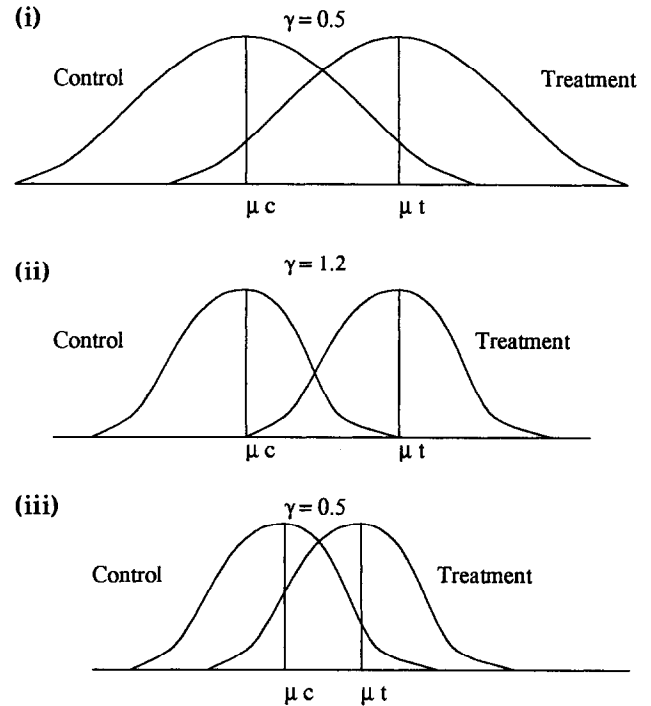 (i)
γ = 0.5
Control
Treatment
μ c
μ t
(ii)
γ = 1.2
Control
Treatment
μ c
μ t
(iii)
γ = 0.5
Control
Treatment
μ c
μ t